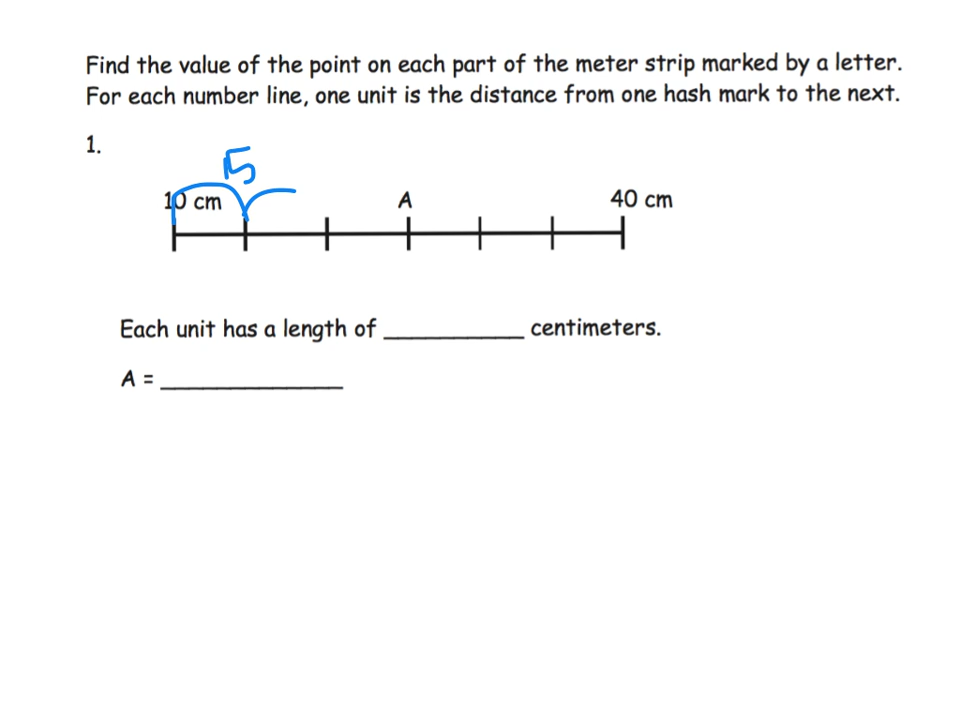 Find the value of the point on each part of the meter strip marked by a letter.
For each number line, one unit is the distance from one hash mark to the next.
1.
15
10 cm A 40 cm
Each unit has a length of __________ centimeters.
A = __________